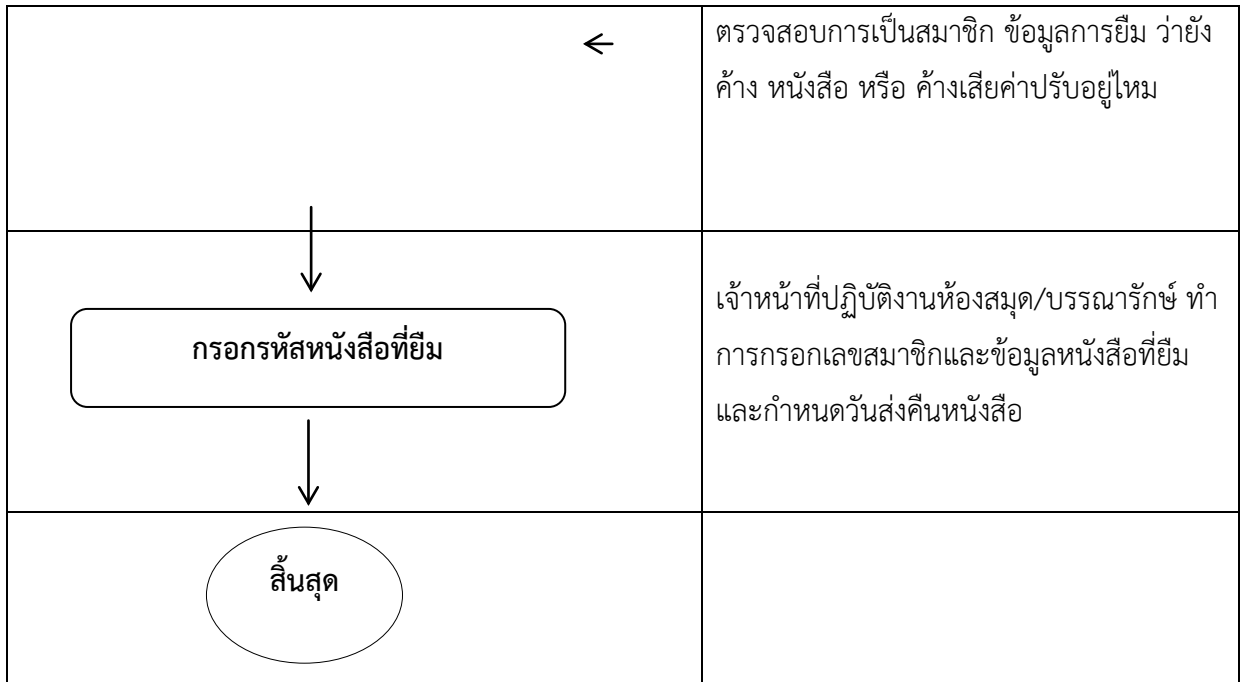 ตรวจสอบการเป็นสมาชิก ข้อมูลการยืม ว่ายัง
ค้าง หนังสือ หรือ ค้างเสียค่าปรับอยู่ไหม
กรอกรหัสหนังสือที่ยืม
เจ้าหน้าที่ปฏิบัติงานห้องสมุด/บรรณารักษ์ ทำ
การกรอกเลขสมาชิกและข้อมูลหนังสือที่ยืม
และกำหนดวันส่งคืนหนังสือ
สิ้นสุด